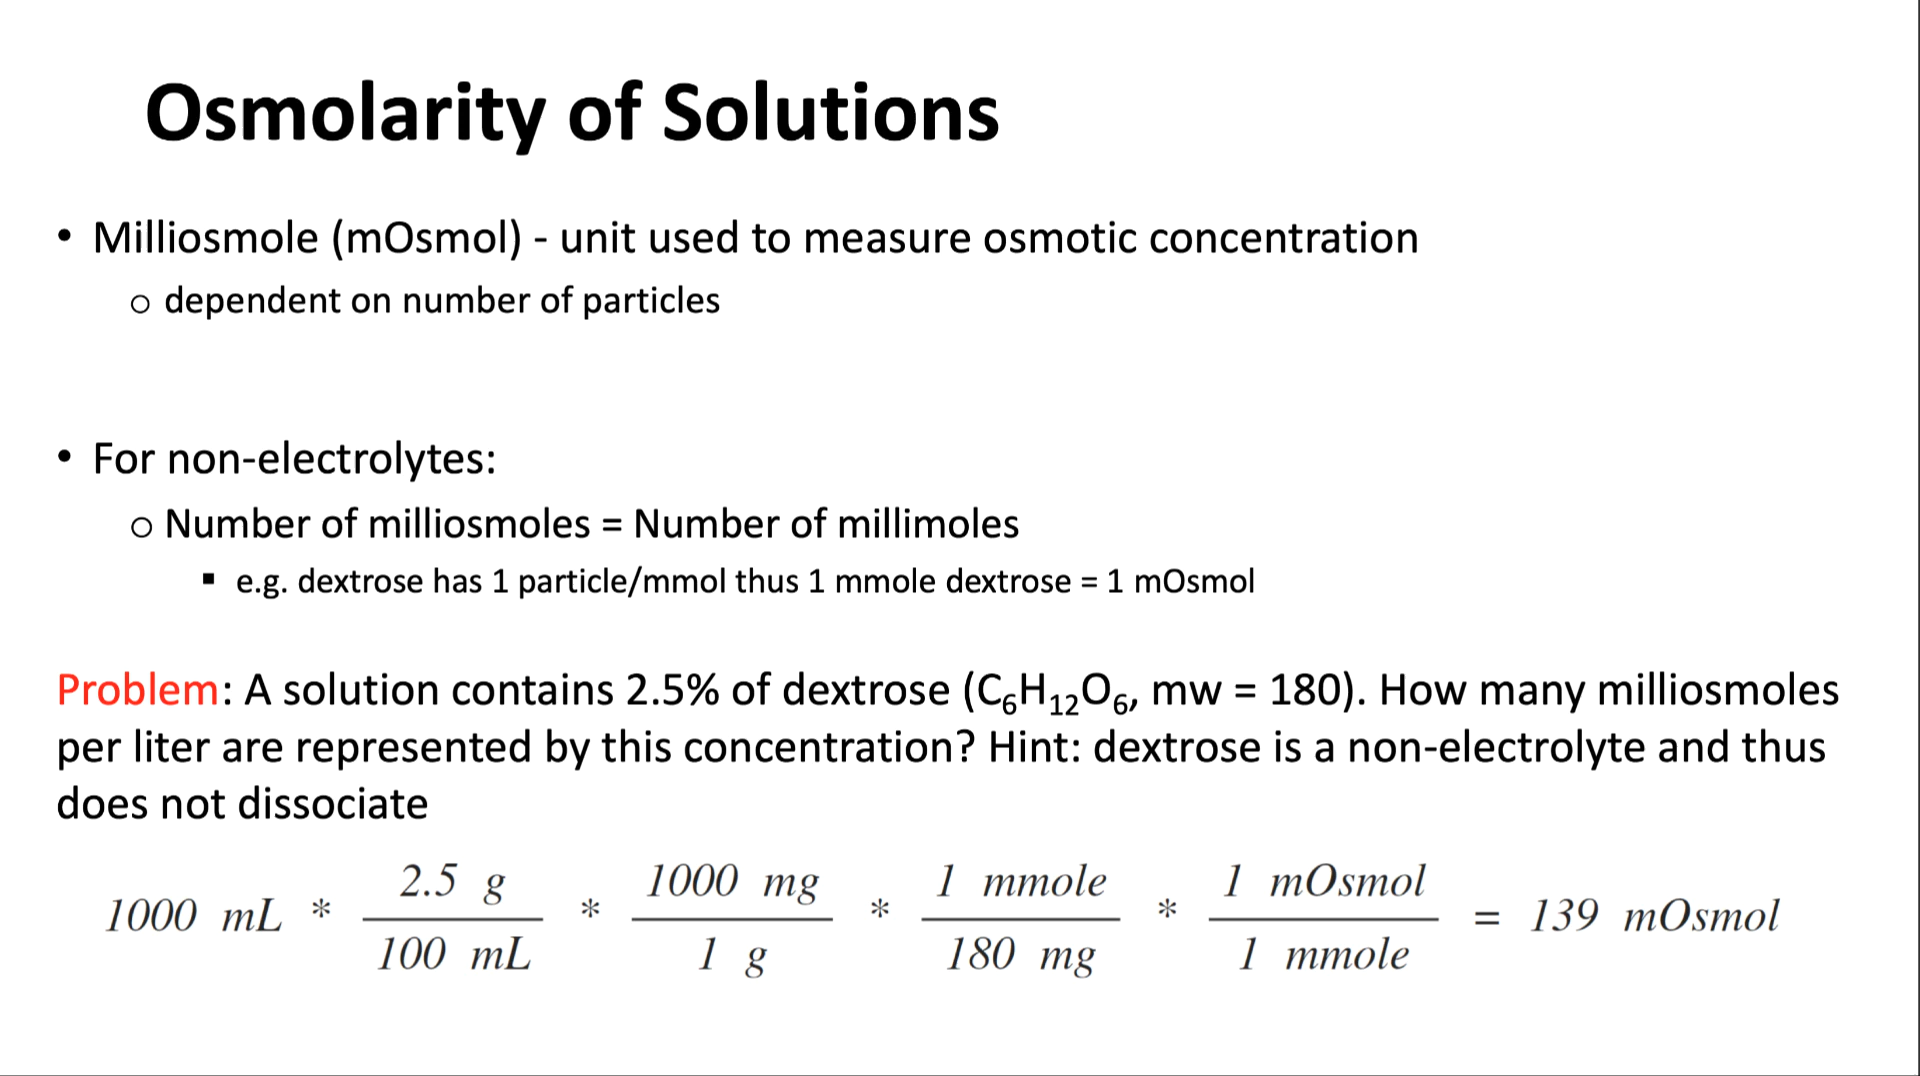 Osmolarity of Solutions
• Milliosmole (mOsmol) - unit used to measure osmotic concentration
○ dependent on number of particles
• For non-electrolytes:
○ Number of milliosmoles = Number of millimoles
▪ e.g. dextrose has 1 particle/mmol thus 1 mmole dextrose = 1 mOsmol
Problem: A solution contains 2.5% of dextrose (C₆H₁₂O₆, mw = 180). How many milliosmoles
per liter are represented by this concentration? Hint: dextrose is a non-electrolyte and thus
does not dissociate
1000 mL * 2.5 g / 100 mL * 1000 mg / 1 g * 1 mmole / 180 mg * 1 mOsmol / 1 mmole = 139 mOsmol